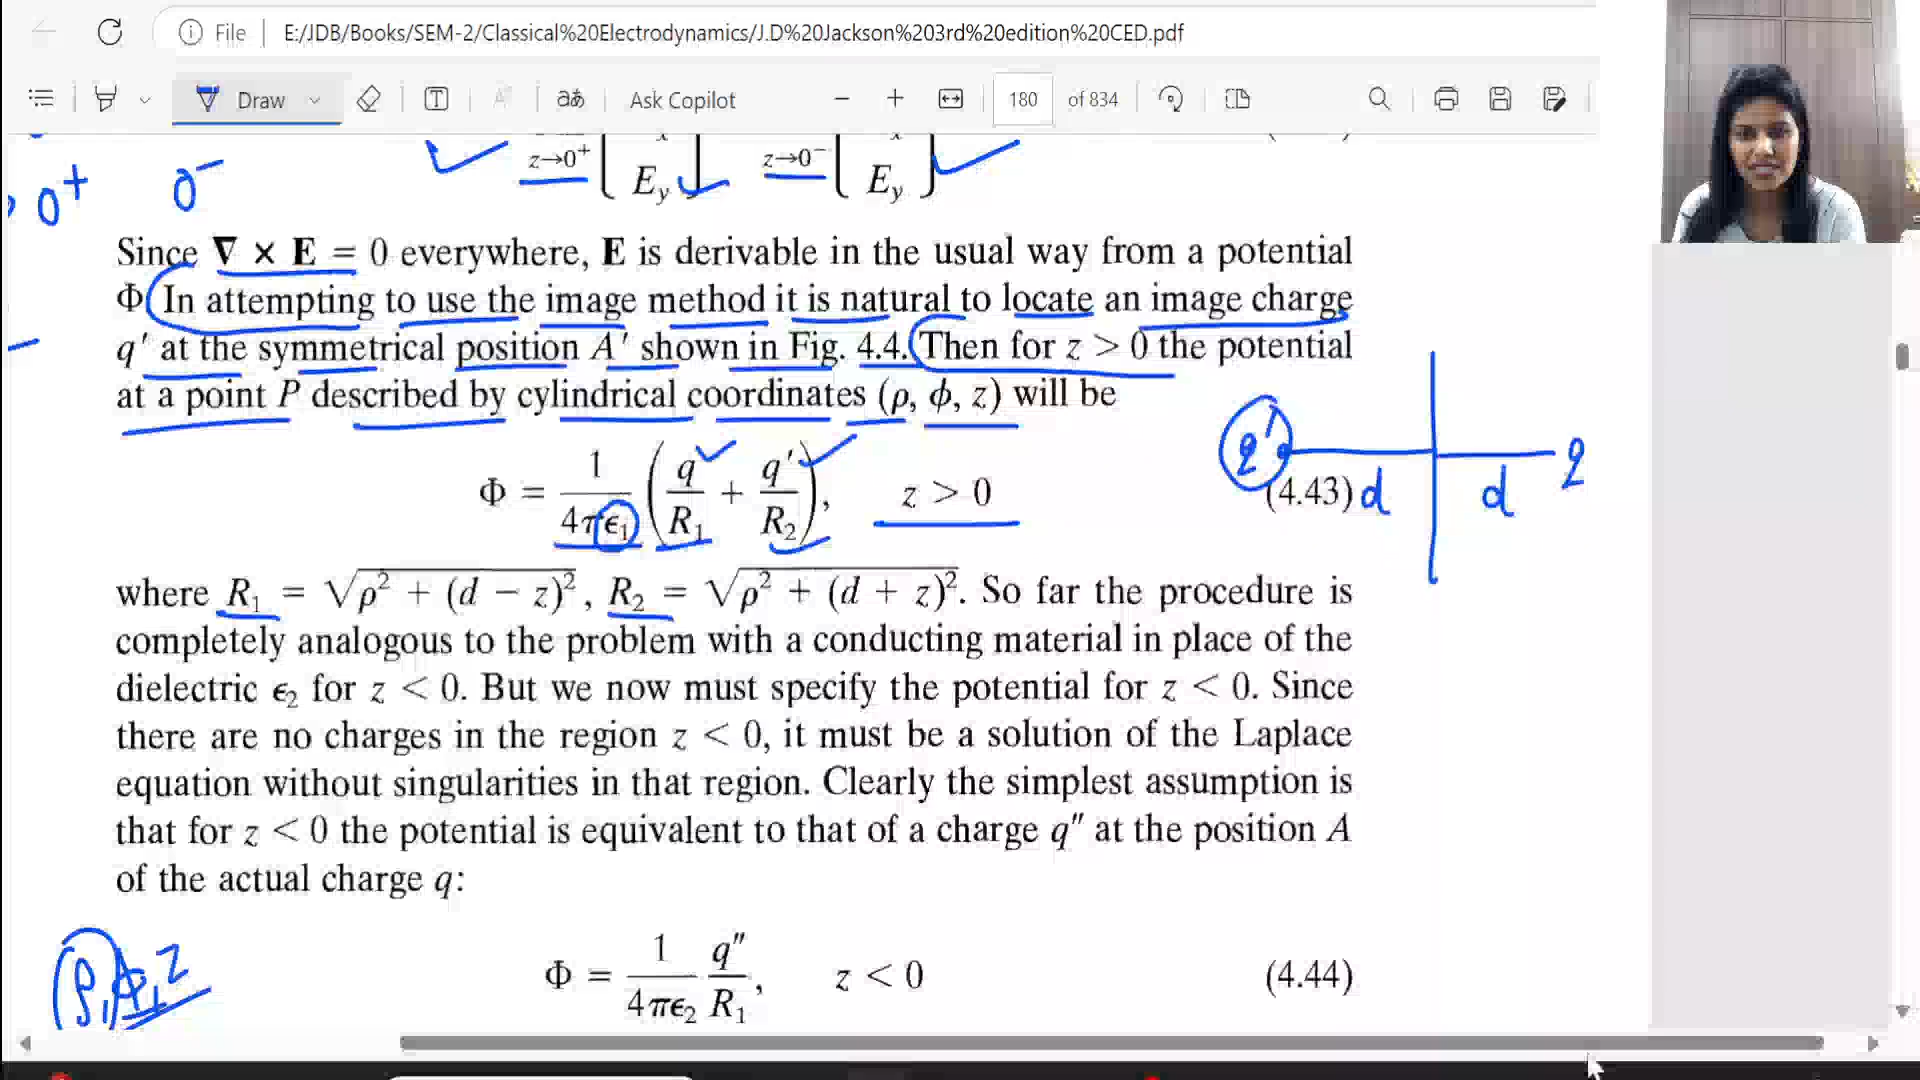 File | E:/JDB/Books/SEM-2/Classical%20Electrodynamics/J.D%20Jackson%203rd%20edition%20CED.pdf
Draw aあ Ask Copilot − + 180 of 834
z→0⁺ [ E_y ] z→0⁻ [ E_y ]
0⁺ 0⁻
Since ∇ × E = 0 everywhere, E is derivable in the usual way from a potential
Φ In attempting to use the image method it is natural to locate an image charge
q′ at the symmetrical position A′ shown in Fig. 4.4. Then for z > 0 the potential
at a point P described by cylindrical coordinates (ρ, ϕ, z) will be
Φ = 1/4πϵ₁ (q/R₁ + q′/R₂), z > 0 (4.43)
q′ d d q
where R₁ = √ρ² + (d − z)², R₂ = √ρ² + (d + z)². So far the procedure is
completely analogous to the problem with a conducting material in place of the
dielectric ϵ₂ for z < 0. But we now must specify the potential for z < 0. Since
there are no charges in the region z < 0, it must be a solution of the Laplace
equation without singularities in that region. Clearly the simplest assumption is
that for z < 0 the potential is equivalent to that of a charge q″ at the position A
of the actual charge q:
Φ = 1/4πϵ₂ q″/R₁, z < 0 (4.44)
(ρ, ϕ, z